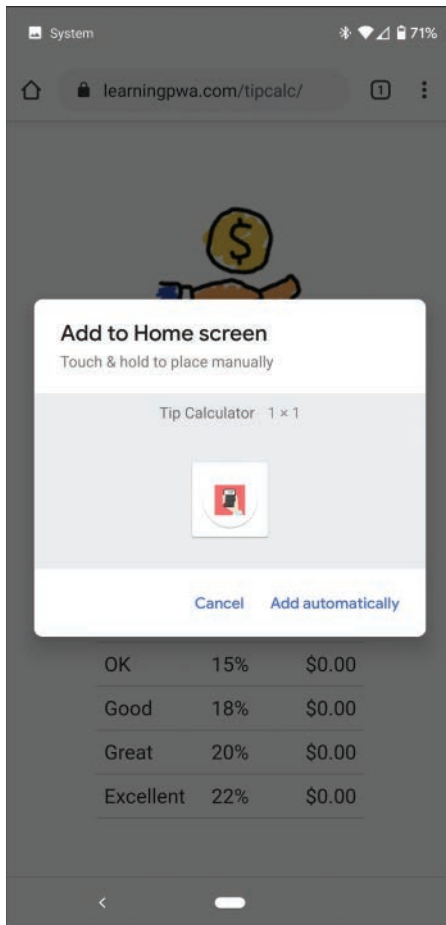 System 71%
learningpwa.com/tipcalc/ 1
$
Add to Home screen
Touch & hold to place manually
Tip Calculator 1 × 1
Cancel Add automatically
OK 15% $0.00
Good 18% $0.00
Great 20% $0.00
Excellent 22% $0.00